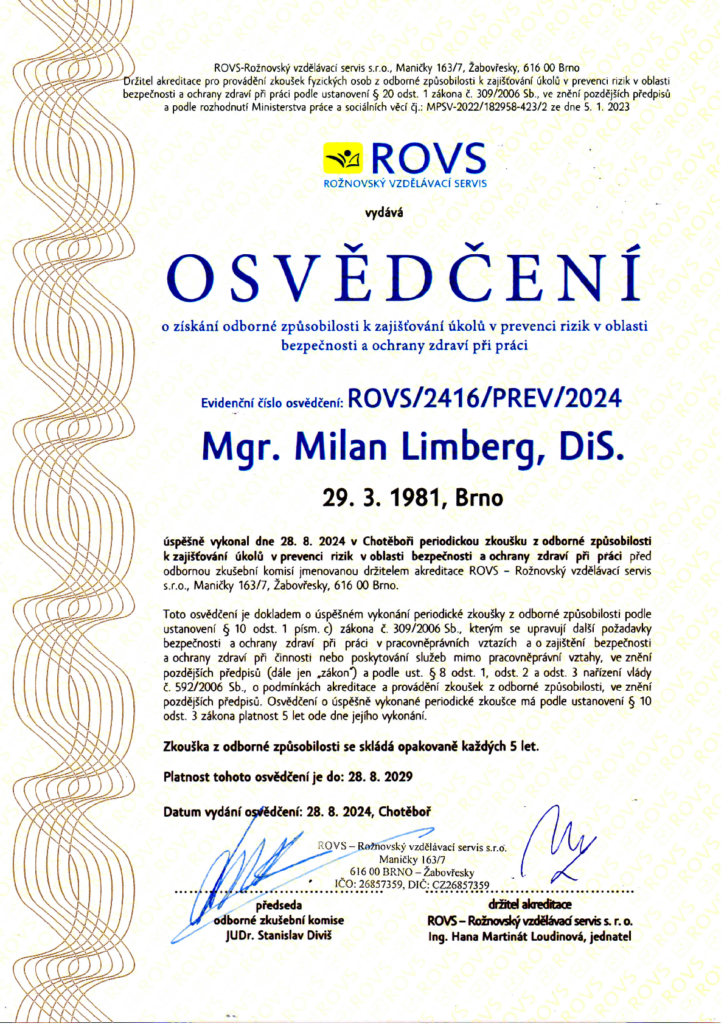 ROVS-Rožnovský vzdělávací servis s.r.o., Maničky 163/7, Žabovřesky, 616 00 Brno
Držitel akreditace pro provádění zkoušek fyzických osob z odborné způsobilosti k zajišťování úkolů v prevenci rizik v oblasti
bezpečnosti a ochrany zdraví při práci podle ustanovení § 20 odst. 1 zákona č. 309/2006 Sb., ve znění pozdějších předpisů
a podle rozhodnutí Ministerstva práce a sociálních věcí čj.: MPSV-2022/182958-423/2 ze dne 5. 1. 2023
ROVS
ROŽNOVSKÝ VZDĚLÁVACÍ SERVIS
vydává
OSVĚDČENÍ
o získání odborné způsobilosti k zajišťování úkolů v prevenci rizik v oblasti
bezpečnosti a ochrany zdraví při práci
Evidenční číslo osvědčení: ROVS/2416/PREV/2024
Mgr. Milan Limberg, DiS.
29. 3. 1981, Brno
úspěšně vykonal dne 28. 8. 2024 v Chotěboři periodickou zkoušku z odborné způsobilosti
k zajišťování úkolů v prevenci rizik v oblasti bezpečnosti a ochrany zdraví při práci před
odbornou zkušební komisí jmenovanou držitelem akreditace ROVS – Rožnovský vzdělávací servis
s.r.o., Maničky 163/7, Žabovřesky, 616 00 Brno.
Toto osvědčení je dokladem o úspěšném vykonání periodické zkoušky z odborné způsobilosti podle
ustanovení § 10 odst. 1 písm. c) zákona č. 309/2006 Sb., kterým se upravují další požadavky
bezpečnosti a ochrany zdraví při práci v pracovněprávních vztazích a o zajištění bezpečnosti
a ochrany zdraví při činnosti nebo poskytování služeb mimo pracovněprávní vztahy, ve znění
pozdějších předpisů (dále jen „zákon") a podle ust. § 8 odst. 1, odst. 2 a odst. 3 nařízení vlády
č. 592/2006 Sb., o podmínkách akreditace a provádění zkoušek z odborné způsobilosti, ve znění
pozdějších předpisů. Osvědčení o úspěšně vykonané periodické zkoušce má podle ustanovení § 10
odst. 3 zákona platnost 5 let ode dne jejího vykonání.
Zkouška z odborné způsobilosti se skládá opakovaně každých 5 let.
Platnost tohoto osvědčení je do: 28. 8. 2029
Datum vydání osvědčení: 28. 8. 2024, Chotěboř
ROVS – Rožnovský vzdělávací servis s.r.o.
Maničky 163/7
616 00 BRNO – Žabovřesky
IČO: 26857359, DIČ: CZ26857359
předseda
odborné zkušební komise
JUDr. Stanislav Diviš
držitel akreditace
ROVS – Rožnovský vzdělávací servis s. r. o.
Ing. Hana Martinát Loudinová, jednatel